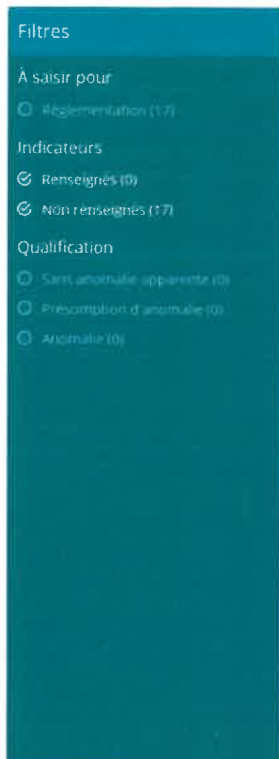 Filtres
À saisir pour
Réglementation (17)
Indicateurs
Renseignés (0)
Non renseignés (17)
Qualification
Sans anomalie apparente (0)
Présomption d'anomalie (0)
Anomalie (0)